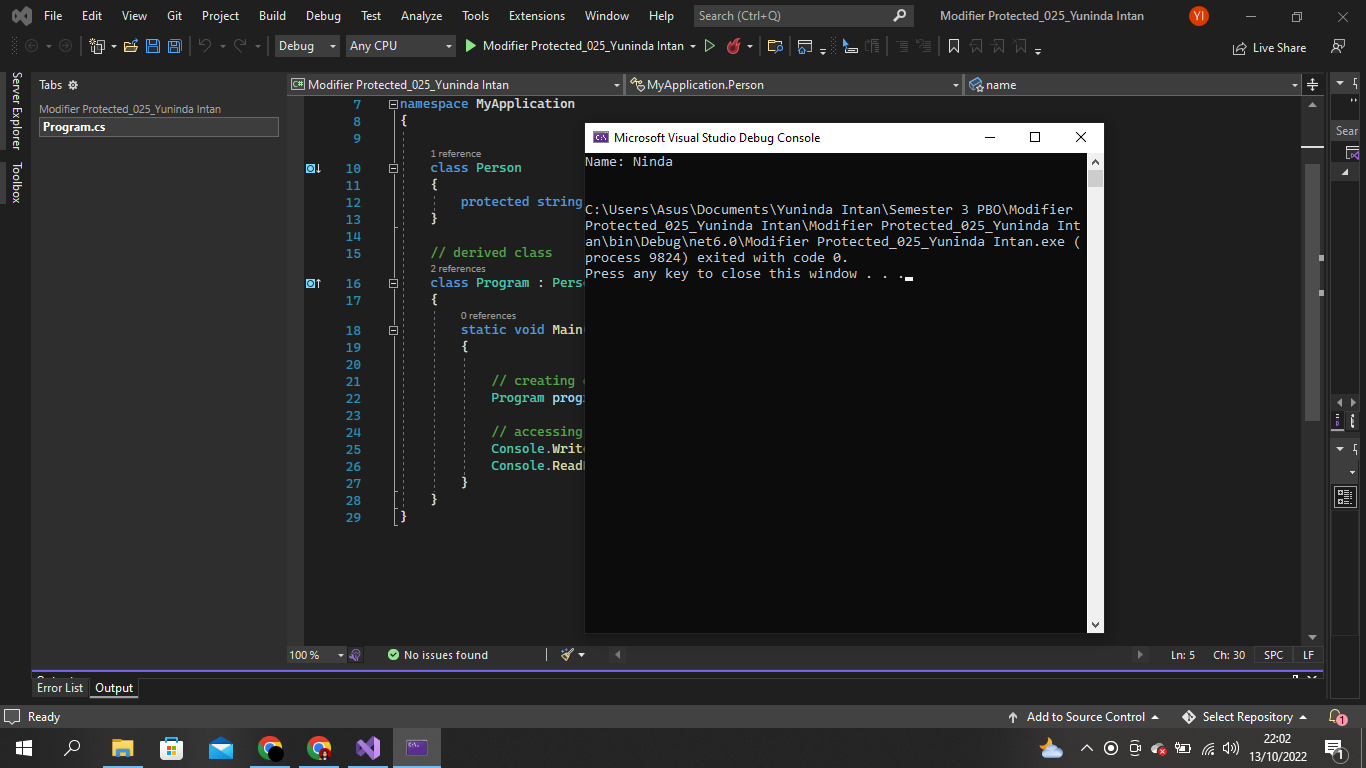 File Edit View Git Project Build Debug Test Analyze Tools Extensions Window Help Search (Ctrl+Q) Modifier Protected_025_Yuninda Intan YI
Debug Any CPU Modifier Protected_025_Yuninda Intan Live Share
Server Explorer
Toolbox
Tabs
Modifier Protected_025_Yuninda Intan
Program.cs
C# Modifier Protected_025_Yuninda Intan MyApplication.Person name
7 namespace MyApplication
8 {
9
1 reference
10 class Person
11 {
12 protected string
13 }
14
15 // derived class
2 references
16 class Program : Perso
17 {
0 references
18 static void Main
19 {
20
21 // creating
22 Program prog
23
24 // accessing
25 Console.Write
26 Console.Read
27 }
28 }
29 }
Microsoft Visual Studio Debug Console
Name: Ninda
C:\Users\Asus\Documents\Yuninda Intan\Semester 3 PBO\Modifier
Protected_025_Yuninda Intan\Modifier Protected_025_Yuninda Int
an\bin\Debug\net6.0\Modifier Protected_025_Yuninda Intan.exe (
process 9824) exited with code 0.
Press any key to close this window . . .
Sear
100 % No issues found Ln: 5 Ch: 30 SPC LF
Error List Output
Ready Add to Source Control Select Repository 1
22:02
13/10/2022
1